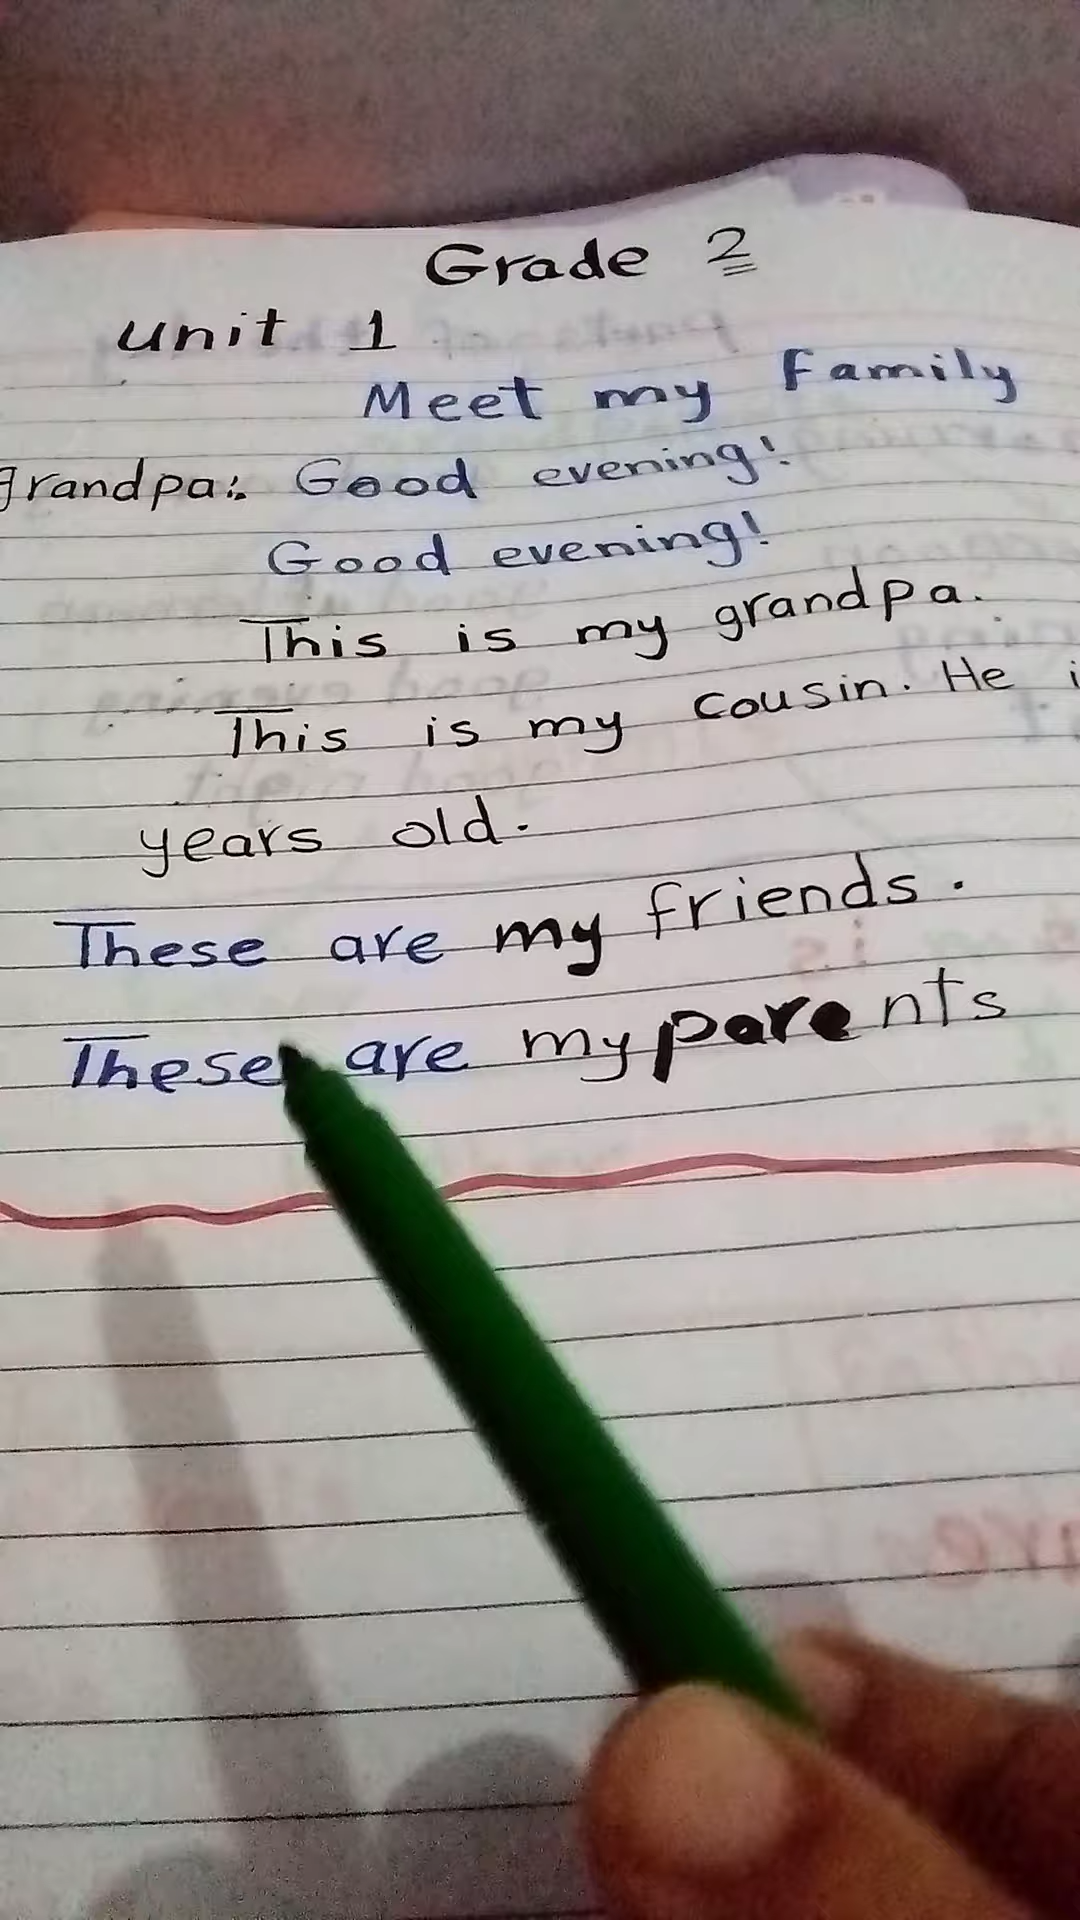 Grade 2
unit 1
Meet my Family
grandpa: Good evening!
Good evening!
This is my grandpa.
This is my cousin. He
years old.
These are my friends.
These are my parents